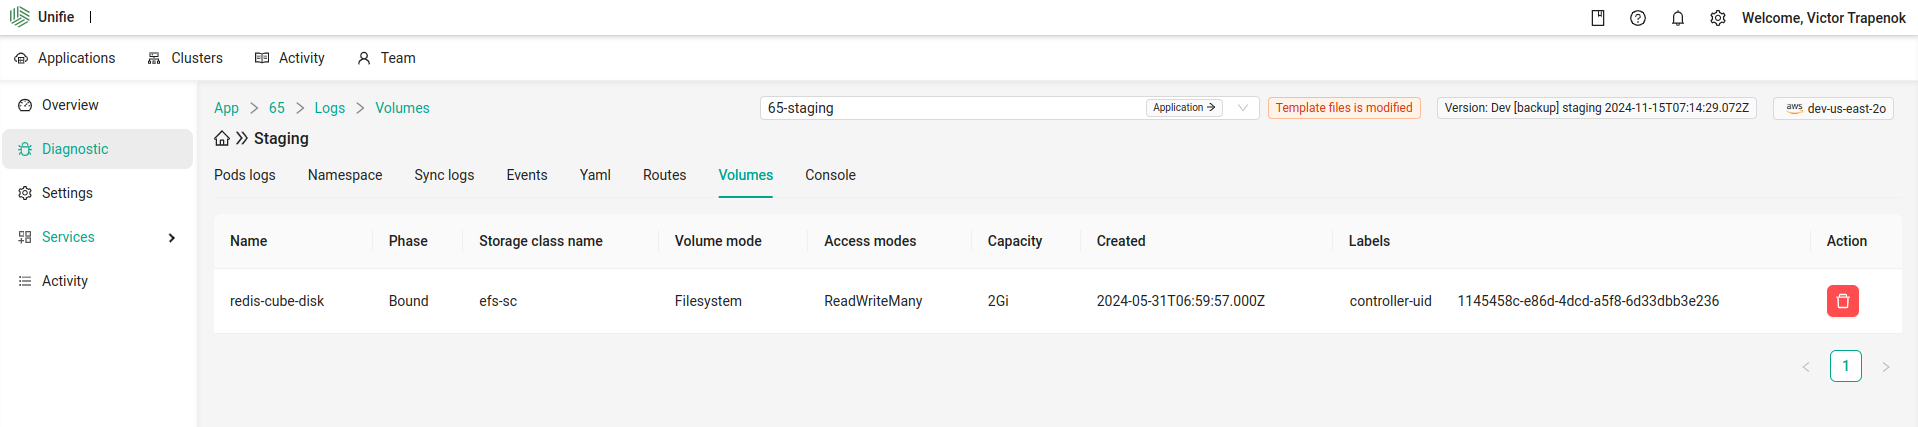 Unifie
Welcome, Victor Trapenok
Applications Clusters Activity Team
Overview
Diagnostic
Settings
Services
Activity
App > 65 > Logs > Volumes
65-staging Application → Template files is modified Version: Dev [backup] staging 2024-11-15T07:14:29.072Z aws dev-us-east-2o
Staging
Pods logs Namespace Sync logs Events Yaml Routes Volumes Console
Name Phase Storage class name Volume mode Access modes Capacity Created Labels Action
redis-cube-disk Bound efs-sc Filesystem ReadWriteMany 2Gi 2024-05-31T06:59:57.000Z controller-uid 1145458c-e86d-4dcd-a5f8-6d33dbb3e236
< 1 >